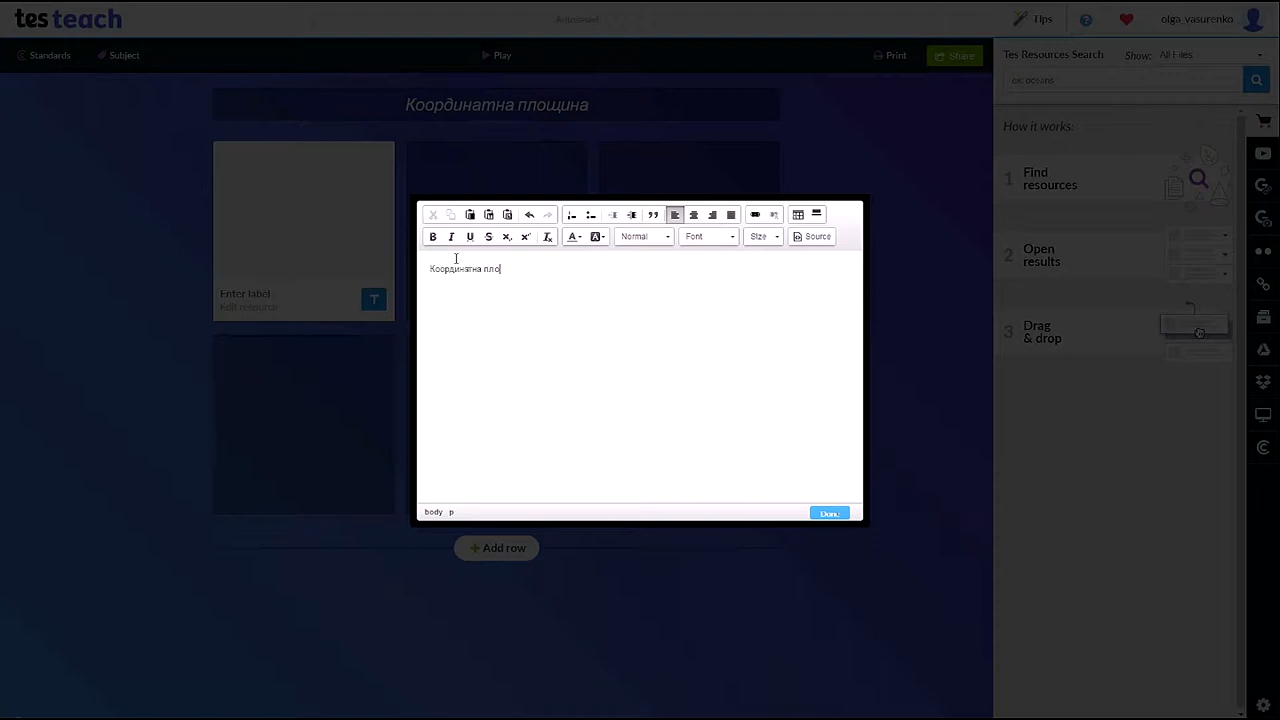 tes teach
Autosaved
Tips
olga_vasurenko
Standards
Subject
Play
Print
Share
Tes Resources Search
Show:
All Files
ex: oceans
Координатна площина
How it works:
1
Find
resources
2
Open
results
3
Drag
& drop
Normal
Font
Size
Source
Координатна пло
Enter label
Edit resource
T
body p
Done
+ Add row